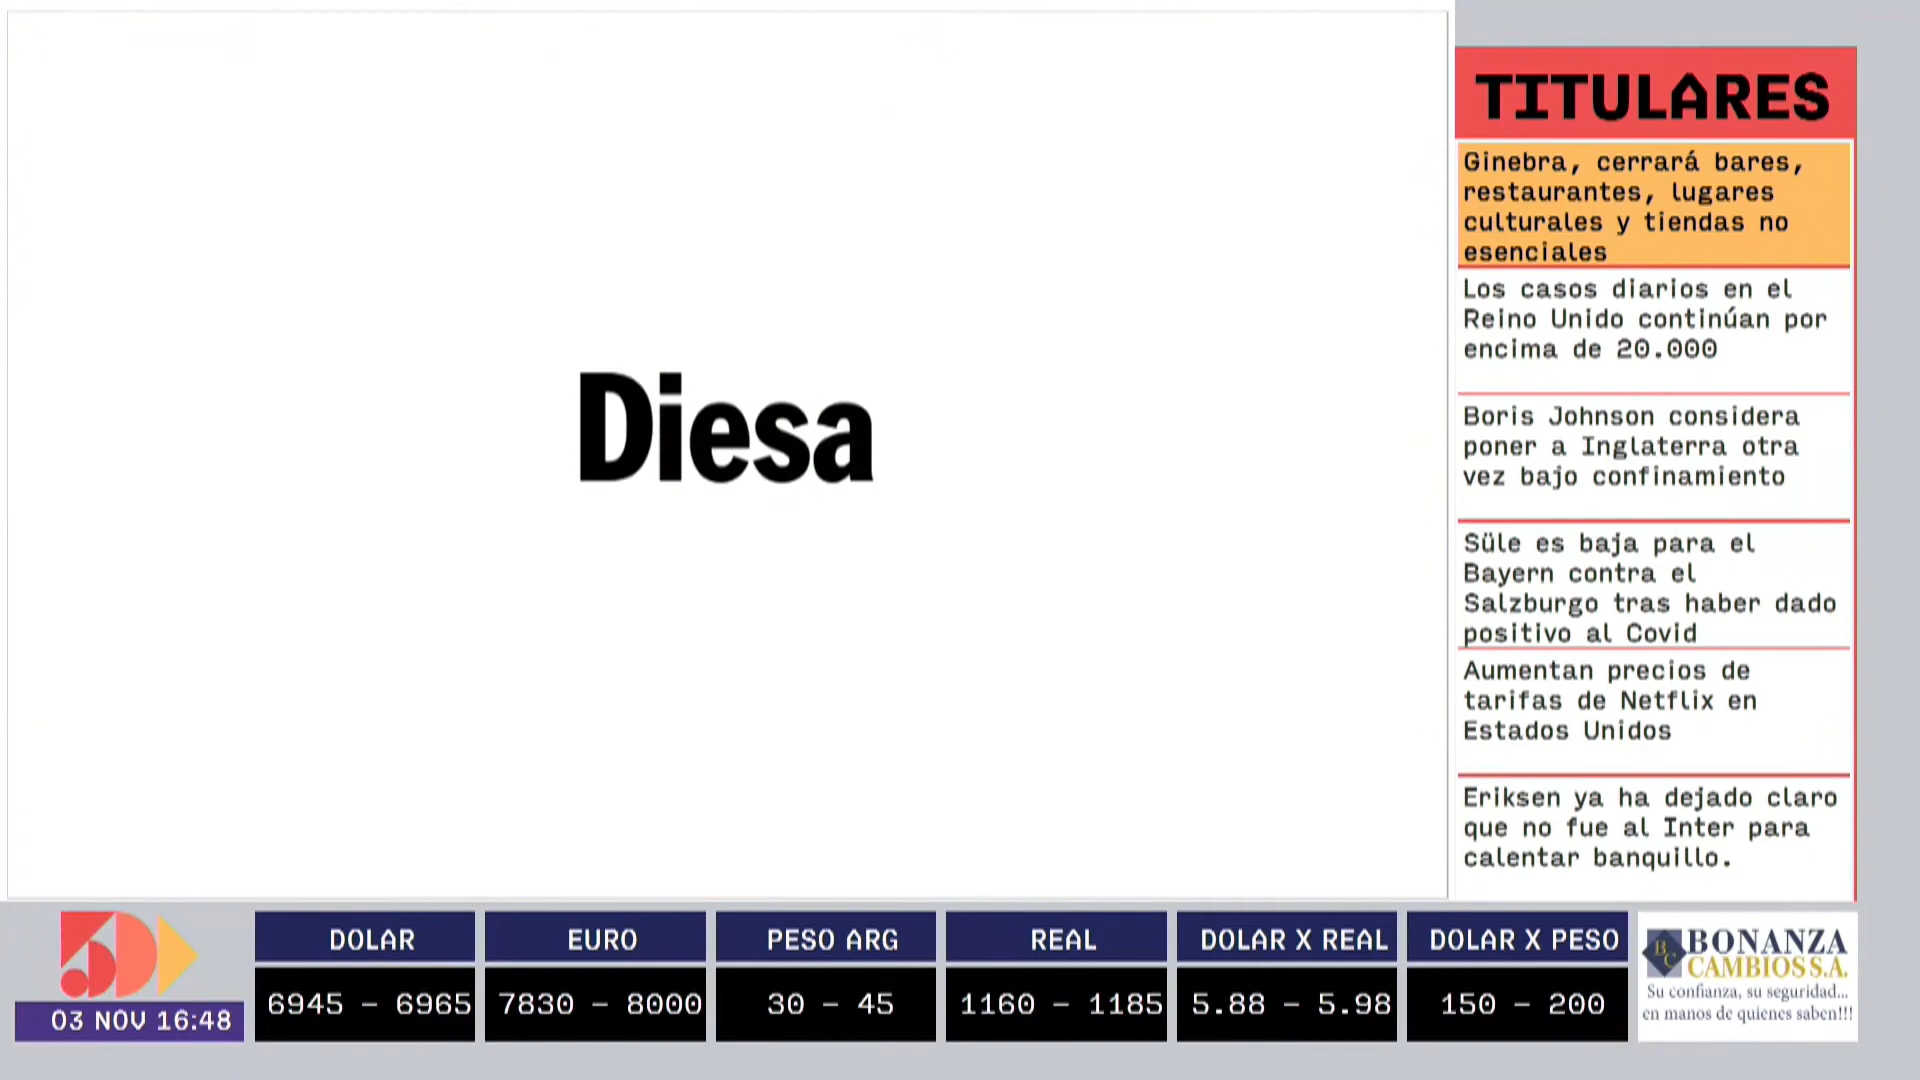 Diesa
TITULARES
Ginebra, cerrará bares,
restaurantes, lugares
culturales y tiendas no
esenciales
Los casos diarios en el
Reino Unido continúan por
encima de 20.000
Boris Johnson considera
poner a Inglaterra otra
vez bajo confinamiento
Süle es baja para el
Bayern contra el
Salzburgo tras haber dado
positivo al Covid
Aumentan precios de
tarifas de Netflix en
Estados Unidos
Eriksen ya ha dejado claro
que no fue al Inter para
calentar banquillo.
5D
03 NOV 16:48
DOLAR
6945 - 6965
EURO
7830 - 8000
PESO ARG
30 - 45
REAL
1160 - 1185
DOLAR X REAL
5.88 - 5.98
DOLAR X PESO
150 - 200
BC
BONANZA
CAMBIOS S.A.
Su confianza, su seguridad...
en manos de quienes saben!!!